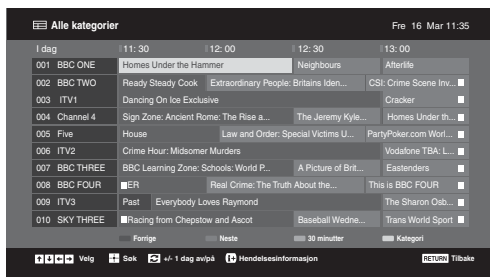 Alle kategorier Fre 16 Mar 11:35
I dag 11: 30 12: 00 12: 30 13: 00
001 BBC ONE Homes Under the Hammer Neighbours Afterlife
002 BBC TWO Ready Steady Cook Extraordinary People: Britains Iden... CSI: Crime Scene Inv...
003 ITV1 Dancing On Ice Exclusive Cracker
004 Channel 4 Sign Zone: Ancient Rome: The Rise a... The Jeremy Kyle... Homes Under th...
005 Five House Law and Order: Special Victims U... PartyPoker.com Worl...
006 ITV2 Crime Hour: Midsomer Murders Vodafone TBA: L...
007 BBC THREE BBC Learning Zone: Schools: World P... A Picture of Brit... Eastenders
008 BBC FOUR ER Real Crime: The Truth About the... This is BBC FOUR
009 ITV3 Past Everybody Loves Raymond The Sharon Osb...
010 SKY THREE Racing from Chepstow and Ascot Baseball Wedne... Trans World Sport
Forrige Neste 30 minutter Kategori
Velg Søk +/- 1 dag av/på i+ Hendelsesinformasjon RETURN Tilbake